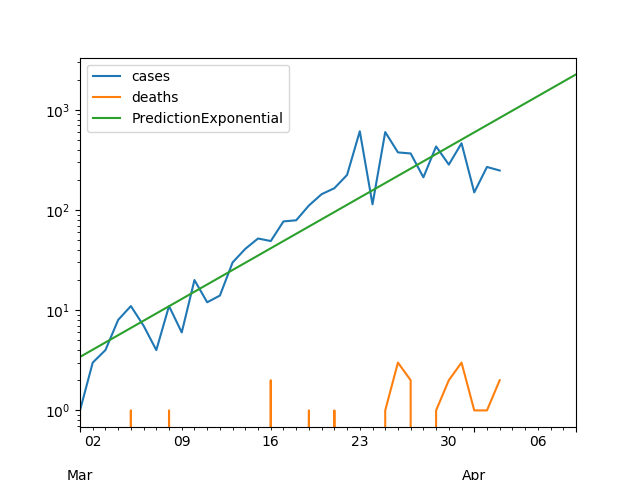 cases
deaths
PredictionExponential
10³
10²
10¹
10⁰
02 09 16 23 30 06
Mar Apr